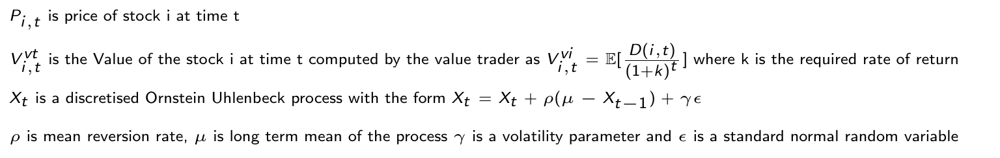 $P_{i,t}$ is price of stock i at time t
$V_{i,t}^{vt}$ is the Value of the stock i at time t computed by the value trader as $V_{i,t}^{vi} = \mathbb{E}[\frac{D(i,t)}{(1+k)^t}]$ where k is the required rate of return
$X_t$ is a discretised Ornstein Uhlenbeck process with the form $X_t = X_t + \rho(\mu - X_{t-1}) + \gamma\epsilon$
$\rho$ is mean reversion rate, $\mu$ is long term mean of the process $\gamma$ is a volatility parameter and $\epsilon$ is a standard normal random variable